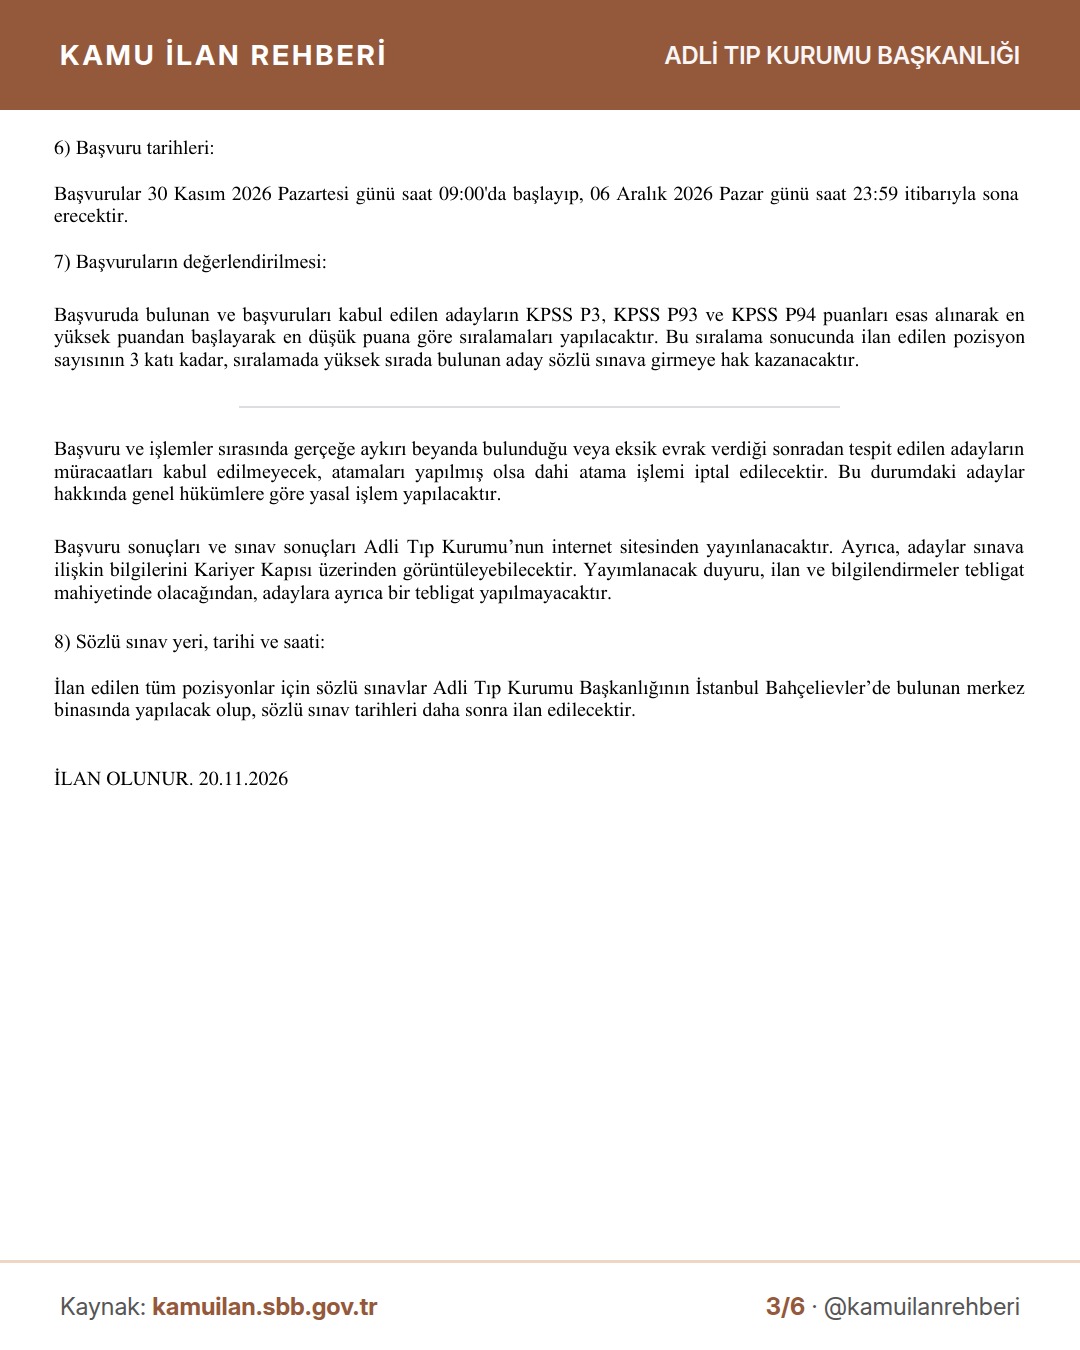 KAMU İLAN REHBERİ
ADLİ TIP KURUMU BAŞKANLIĞI
6) Başvuru tarihleri:
Başvurular 30 Kasım 2026 Pazartesi günü saat 09:00'da başlayıp, 06 Aralık 2026 Pazar günü saat 23:59 itibarıyla sona
erecektir.
7) Başvuruların değerlendirilmesi:
Başvuruda bulunan ve başvuruları kabul edilen adayların KPSS P3, KPSS P93 ve KPSS P94 puanları esas alınarak en
yüksek puandan başlayarak en düşük puana göre sıralamaları yapılacaktır. Bu sıralama sonucunda ilan edilen pozisyon
sayısının 3 katı kadar, sıralamada yüksek sırada bulunan aday sözlü sınava girmeye hak kazanacaktır.
Başvuru ve işlemler sırasında gerçeğe aykırı beyanda bulunduğu veya eksik evrak verdiği sonradan tespit edilen adayların
müracaatları kabul edilmeyecek, atamaları yapılmış olsa dahi atama işlemi iptal edilecektir. Bu durumdaki adaylar
hakkında genel hükümlere göre yasal işlem yapılacaktır.
Başvuru sonuçları ve sınav sonuçları Adli Tıp Kurumu’nun internet sitesinden yayınlanacaktır. Ayrıca, adaylar sınava
ilişkin bilgilerini Kariyer Kapısı üzerinden görüntüleyebilecektir. Yayımlanacak duyuru, ilan ve bilgilendirmeler tebligat
mahiyetinde olacağından, adaylara ayrıca bir tebligat yapılmayacaktır.
8) Sözlü sınav yeri, tarihi ve saati:
İlan edilen tüm pozisyonlar için sözlü sınavlar Adli Tıp Kurumu Başkanlığının İstanbul Bahçelievler’de bulunan merkez
binasında yapılacak olup, sözlü sınav tarihleri daha sonra ilan edilecektir.
İLAN OLUNUR. 20.11.2026
Kaynak: kamuilan.sbb.gov.tr
3/6 · @kamuilanrehberi